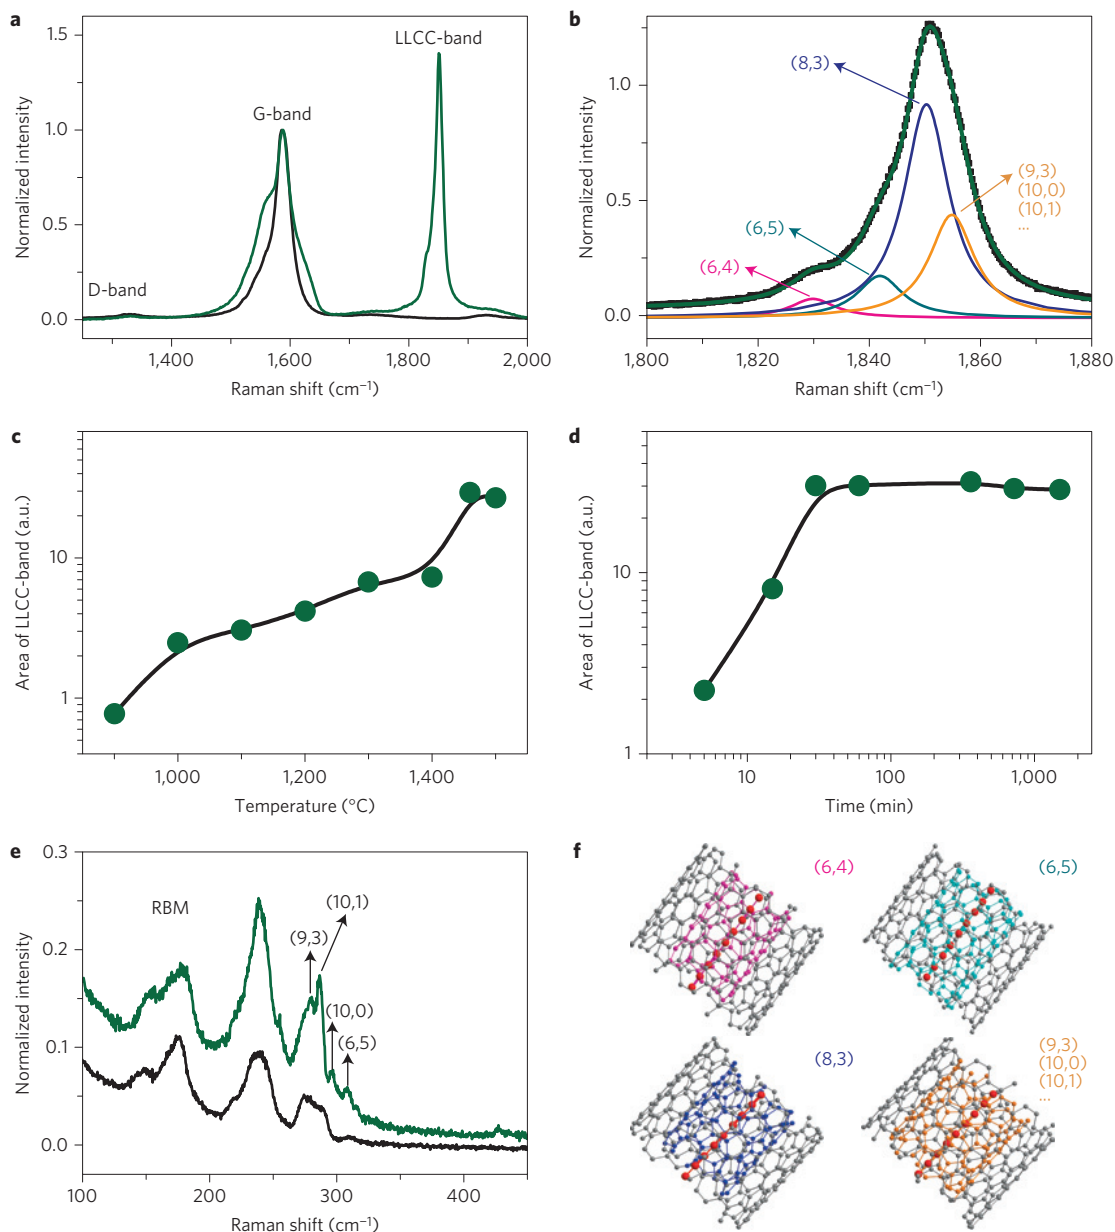 a
1.5
1.0
0.5
0.0
Normalized intensity
LLCC-band
G-band
D-band
1,400
1,600
1,800
2,000
Raman shift (cm⁻¹)
b
1.0
0.5
0.0
Normalized intensity
(8,3)
(9,3)
(10,0)
(10,1)
...
(6,5)
(6,4)
1,800
1,820
1,840
1,860
1,880
Raman shift (cm⁻¹)
c
10
1
Area of LLCC-band (a.u.)
1,000
1,200
1,400
Temperature (°C)
d
10
1
Area of LLCC-band (a.u.)
10
100
1,000
Time (min)
e
0.3
0.2
0.1
0.0
Normalized intensity
RBM
(10,1)
(9,3)
(10,0)
(6,5)
100
200
300
400
Raman shift (cm⁻¹)
f
(6,4)
(6,5)
(8,3)
(9,3)
(10,0)
(10,1)
...